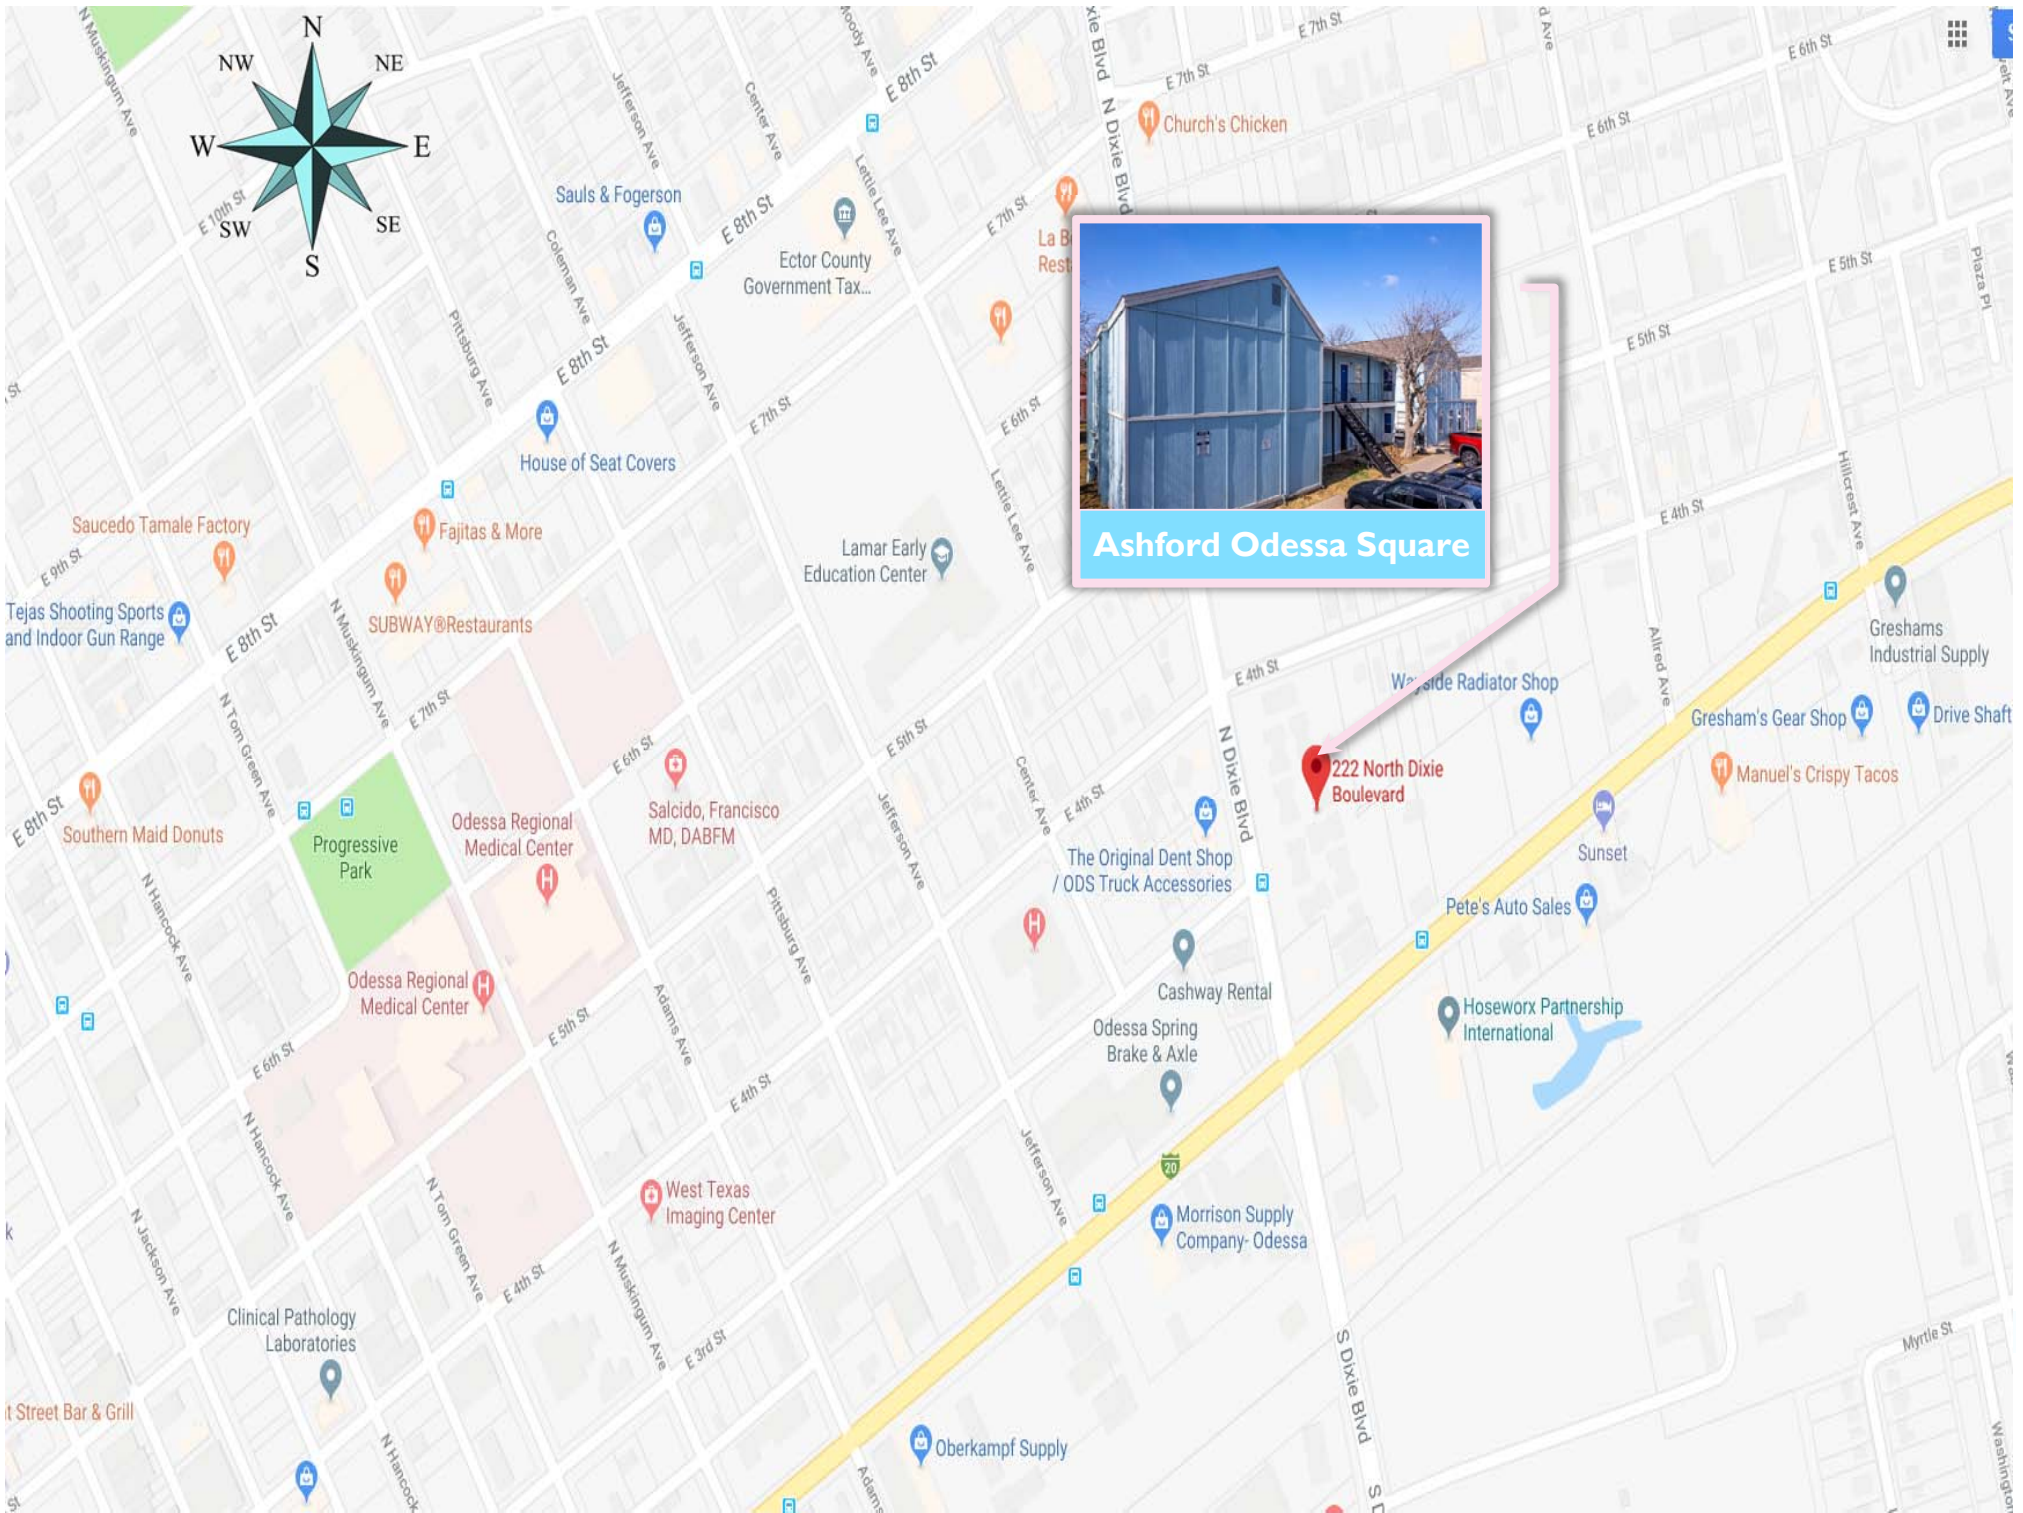 N
NW
NE
W
E
SW
SE
S
N Muskingum Ave
Jefferson Ave
Center Ave
E 8th St
N Dixie Blvd
E 7th St
E 7th St
E 6th St
E 6th St
Church's Chicken
E 10th St
Sauls & Fogerson
E 8th St
Lettie Lee Ave
E 7th St
Ector County
Government Tax...
Coleman Ave
Pittsburg Ave
E 8th St
Jefferson Ave
E 5th St
Plaza Pl
E 5th St
E 7th St
E 6th St
House of Seat Covers
Lettie Lee Ave
Hillcrest Ave
E 4th St
Saucedo Tamale Factory
Fajitas & More
E 9th St
Lamar Early
Education Center
Ashford Odessa Square
Tejas Shooting Sports
and Indoor Gun Range
E 8th St
SUBWAY®Restaurants
N Muskingum Ave
Greshams
Industrial Supply
Allred Ave
E 4th St
Wayside Radiator Shop
Gresham's Gear Shop
Drive Shaft
N Tom Green Ave
E 7th St
E 6th St
E 5th St
N Dixie Blvd
222 North Dixie
Boulevard
Manuel's Crispy Tacos
Center Ave
E 4th St
Salcido, Francisco
MD, DABFM
E 8th St
Southern Maid Donuts
Progressive
Park
Odessa Regional
Medical Center
Jefferson Ave
The Original Dent Shop
/ ODS Truck Accessories
Sunset
Pete's Auto Sales
N Hancock Ave
Pittsburg Ave
Odessa Regional
Medical Center
Cashway Rental
Hoseworx Partnership
International
Adams Ave
E 5th St
Odessa Spring
Brake & Axle
E 6th St
E 4th St
20
N Hancock Ave
Jefferson Ave
N Tom Green Ave
West Texas
Imaging Center
Morrison Supply
Company- Odessa
N Jackson Ave
E 4th St
N Muskingum Ave
Clinical Pathology
Laboratories
E 3rd St
S Dixie Blvd
Myrtle St
t Street Bar & Grill
N Hancock
Oberkampf Supply
Adams
Washington